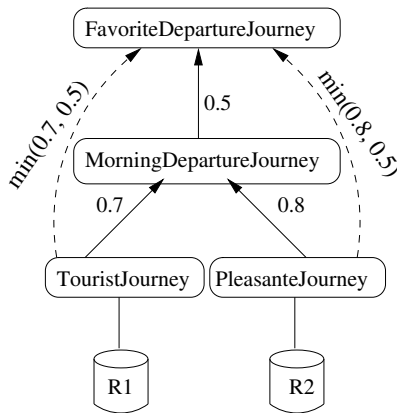 FavoriteDepartureJourney
min(0.7, 0.5)
0.5
min(0.8, 0.5)
MorningDepartureJourney
0.7
0.8
TouristJourney
PleasanteJourney
R1
R2